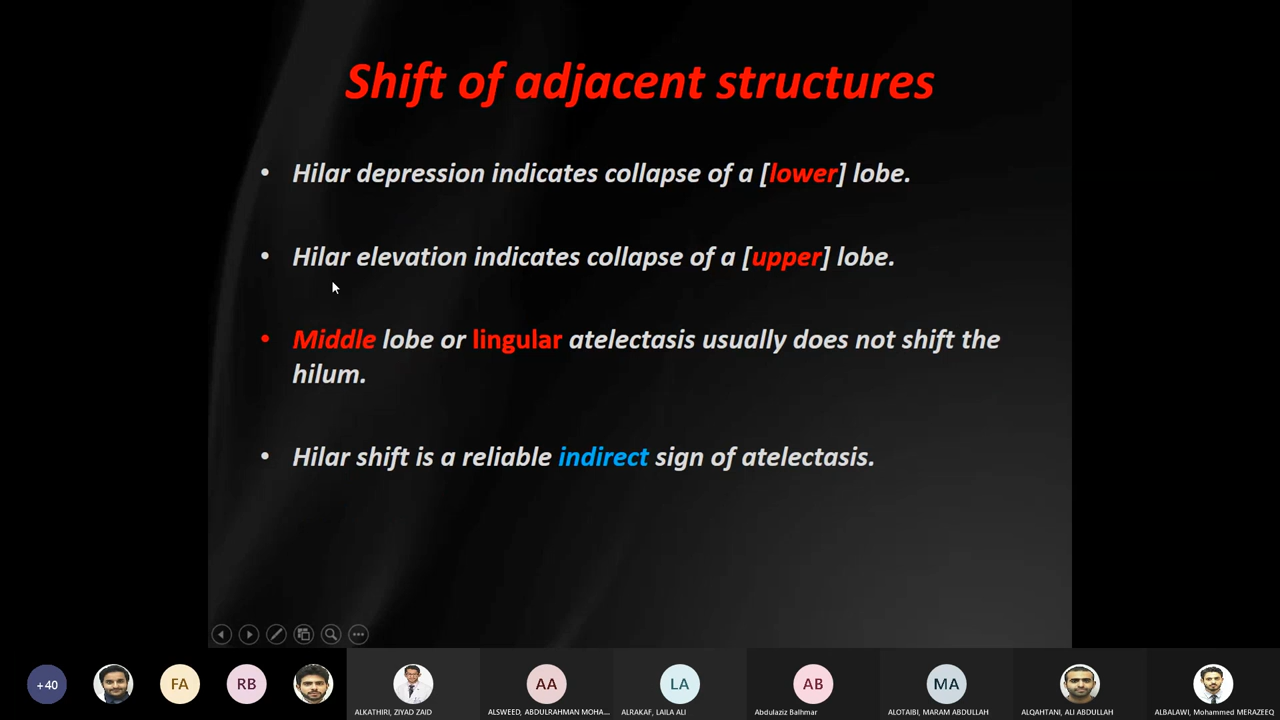 Shift of adjacent structures
• Hilar depression indicates collapse of a [lower] lobe.
• Hilar elevation indicates collapse of a [upper] lobe.
• Middle lobe or lingular atelectasis usually does not shift the
hilum.
• Hilar shift is a reliable indirect sign of atelectasis.
+40
FA
RB
AA
LA
AB
MA
ALKATHIRI, ZIYAD ZAID
ALSWEED, ABDULRAHMAN MOHA...
ALRAKAF, LAILA ALI
Abdulaziz Balhmar
ALOTAIBI, MARAM ABDULLAH
ALQAHTANI, ALI ABDULLAH
ALBALAWI, Mohammed MERAZEEQ